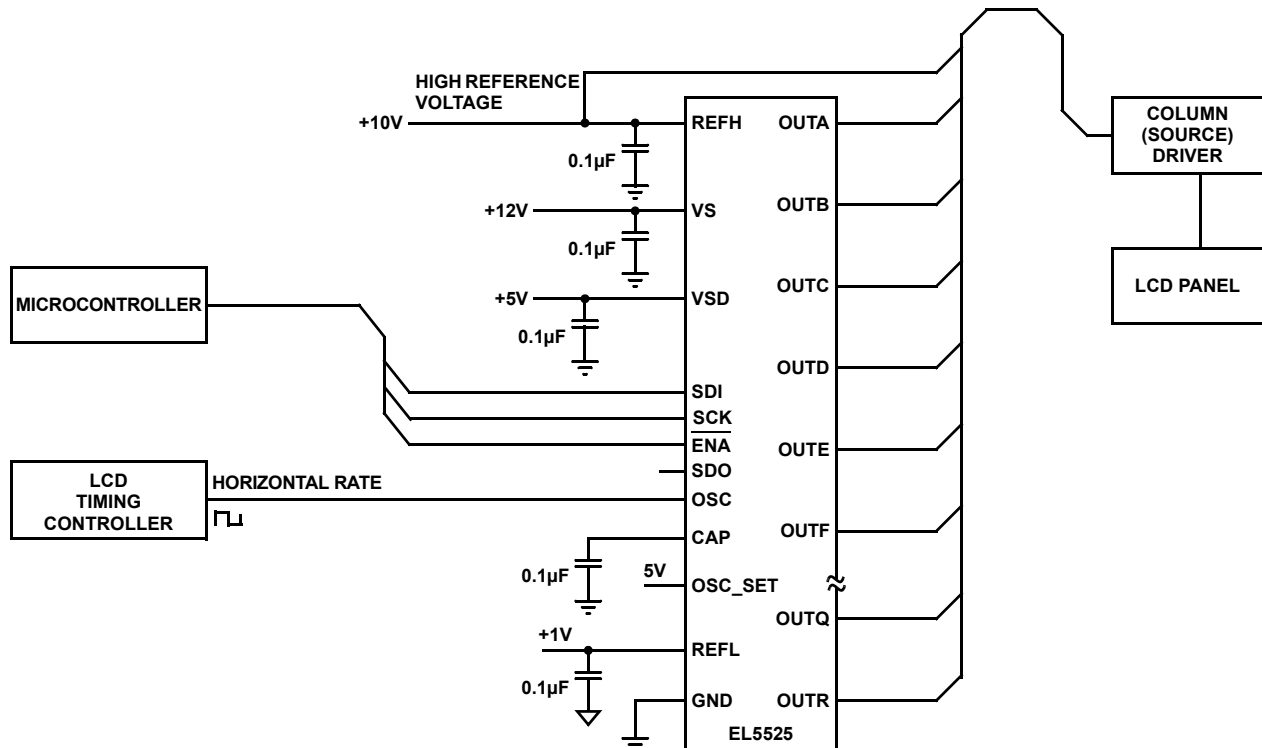 HIGH REFERENCE
VOLTAGE
+10V
REFH
OUTA
0.1µF
COLUMN
(SOURCE)
DRIVER
+12V
VS
OUTB
0.1µF
MICROCONTROLLER
+5V
VSD
OUTC
LCD PANEL
0.1µF
OUTD
SDI
SCK
ENA
OUTE
SDO
LCD
TIMING
CONTROLLER
HORIZONTAL RATE
OSC
CAP
OUTF
0.1µF
5V
OSC_SET
OUTQ
+1V
REFL
0.1µF
GND
OUTR
EL5525